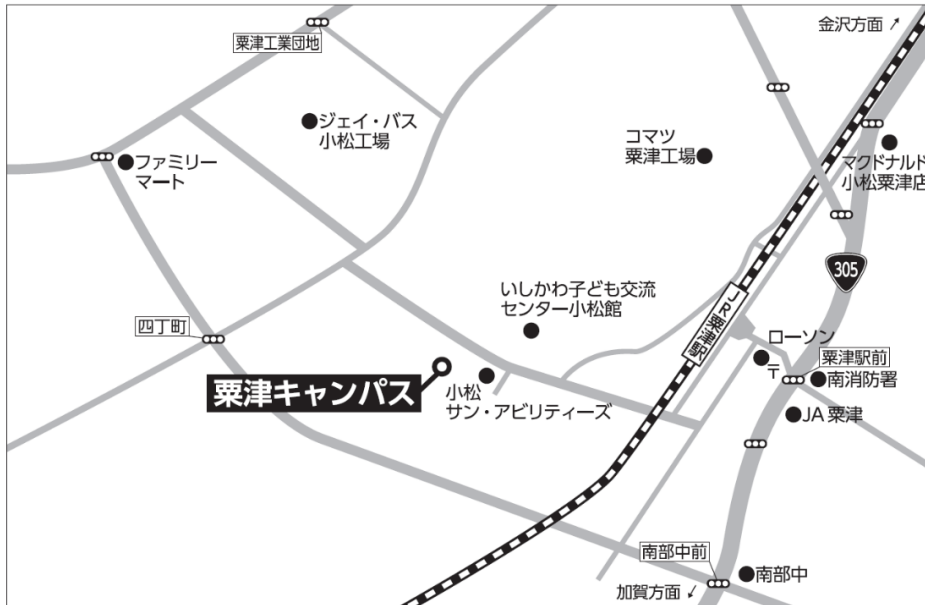 金沢方面
粟津工業団地
ジェイ・バス
小松工場
コマツ
粟津工場
マクドナルド
小松粟津店
ファミリー
マート
305
いしかわ子ども交流
センター小松館
JR粟津駅
四丁町
ローソン
〒
粟津駅前
南消防署
粟津キャンパス
小松
サン・アビリティーズ
JA粟津
南部中前
南部中
加賀方面